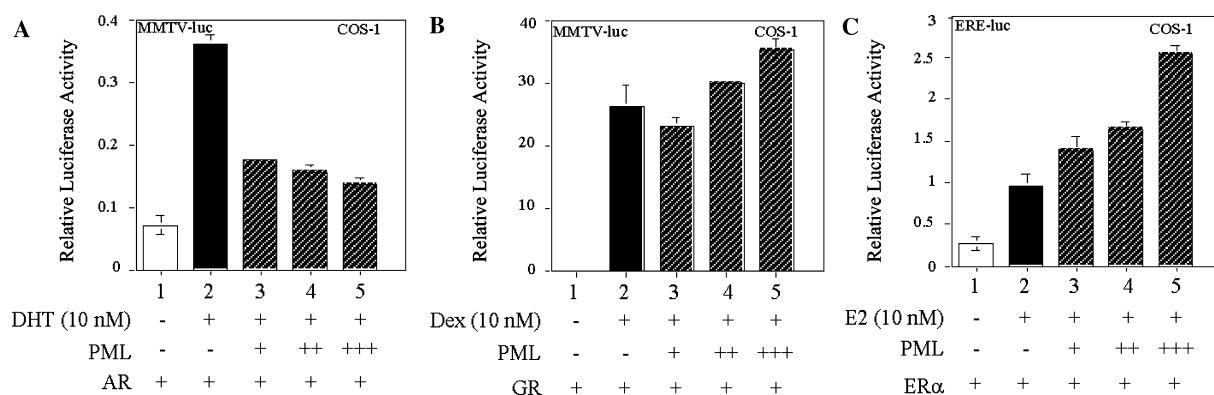 A
MMTV-luc COS-1
Relative Luciferase Activity
0.4
0.3
0.2
0.1
0
1 2 3 4 5
DHT (10 nM) - + + + +
PML - - + ++ +++
AR + + + + +
B
MMTV-luc COS-1
Relative Luciferase Activity
40
30
20
10
0
1 2 3 4 5
Dex (10 nM) - + + + +
PML - - + ++ +++
GR + + + + +
C
ERE-luc COS-1
Relative Luciferase Activity
3
2.5
2
1.5
1
0.5
0
1 2 3 4 5
E2 (10 nM) - + + + +
PML - - + ++ +++
ERα + + + + +